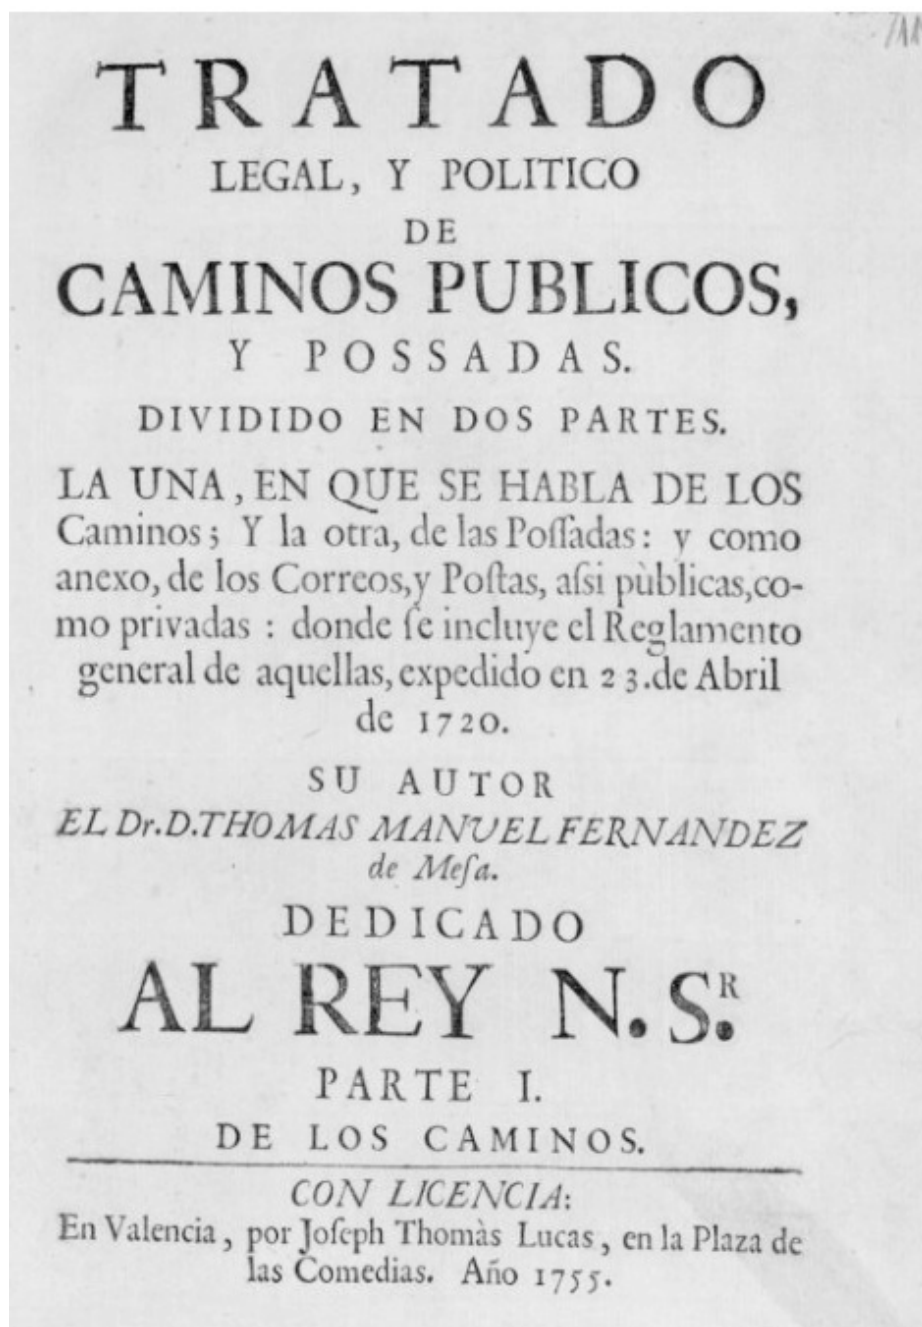 TRATADO
LEGAL, Y POLITICO
DE
CAMINOS PUBLICOS,
Y POSSADAS.
DIVIDIDO EN DOS PARTES.
LA UNA, EN QUE SE HABLA DE LOS
Caminos; Y la otra, de las Poſſadas: y como
anexo, de los Correos, y Poſtas, aſsi pùblicas, co-
mo privadas : donde ſe incluye el Reglamento
general de aquellas, expedido en 23. de Abril
de 1720.
SU AUTOR
EL Dr. D. THOMAS MANUEL FERNANDEZ
de Meſa.
DEDICADO
AL REY N. S.R
PARTE I.
DE LOS CAMINOS.
CON LICENCIA:
En Valencia, por Joſeph Thomàs Lucas, en la Plaza de
las Comedias. Año 1755.